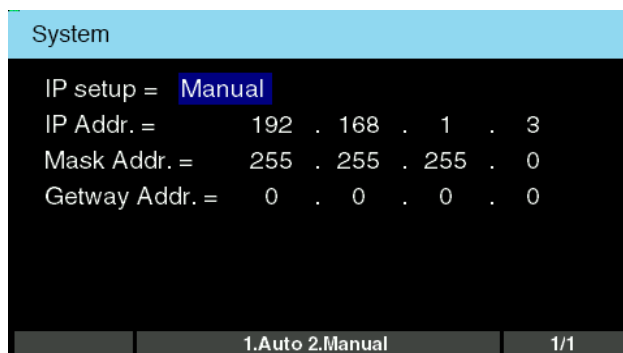 System
IP setup = Manual
IP Addr. = 192 . 168 . 1 . 3
Mask Addr. = 255 . 255 . 255 . 0
Getway Addr. = 0 . 0 . 0 . 0
1.Auto 2.Manual 1/1